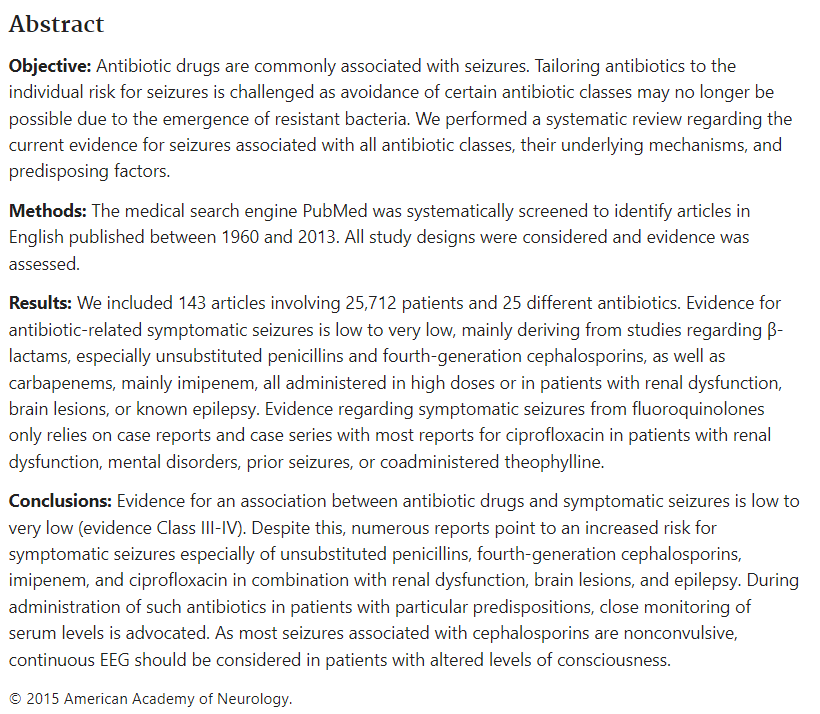 Abstract
Objective: Antibiotic drugs are commonly associated with seizures. Tailoring antibiotics to the
individual risk for seizures is challenged as avoidance of certain antibiotic classes may no longer be
possible due to the emergence of resistant bacteria. We performed a systematic review regarding the
current evidence for seizures associated with all antibiotic classes, their underlying mechanisms, and
predisposing factors.
Methods: The medical search engine PubMed was systematically screened to identify articles in
English published between 1960 and 2013. All study designs were considered and evidence was
assessed.
Results: We included 143 articles involving 25,712 patients and 25 different antibiotics. Evidence for
antibiotic-related symptomatic seizures is low to very low, mainly deriving from studies regarding β-
lactams, especially unsubstituted penicillins and fourth-generation cephalosporins, as well as
carbapenems, mainly imipenem, all administered in high doses or in patients with renal dysfunction,
brain lesions, or known epilepsy. Evidence regarding symptomatic seizures from fluoroquinolones
only relies on case reports and case series with most reports for ciprofloxacin in patients with renal
dysfunction, mental disorders, prior seizures, or coadministered theophylline.
Conclusions: Evidence for an association between antibiotic drugs and symptomatic seizures is low to
very low (evidence Class III-IV). Despite this, numerous reports point to an increased risk for
symptomatic seizures especially of unsubstituted penicillins, fourth-generation cephalosporins,
imipenem, and ciprofloxacin in combination with renal dysfunction, brain lesions, and epilepsy. During
administration of such antibiotics in patients with particular predispositions, close monitoring of
serum levels is advocated. As most seizures associated with cephalosporins are nonconvulsive,
continuous EEG should be considered in patients with altered levels of consciousness.
© 2015 American Academy of Neurology.